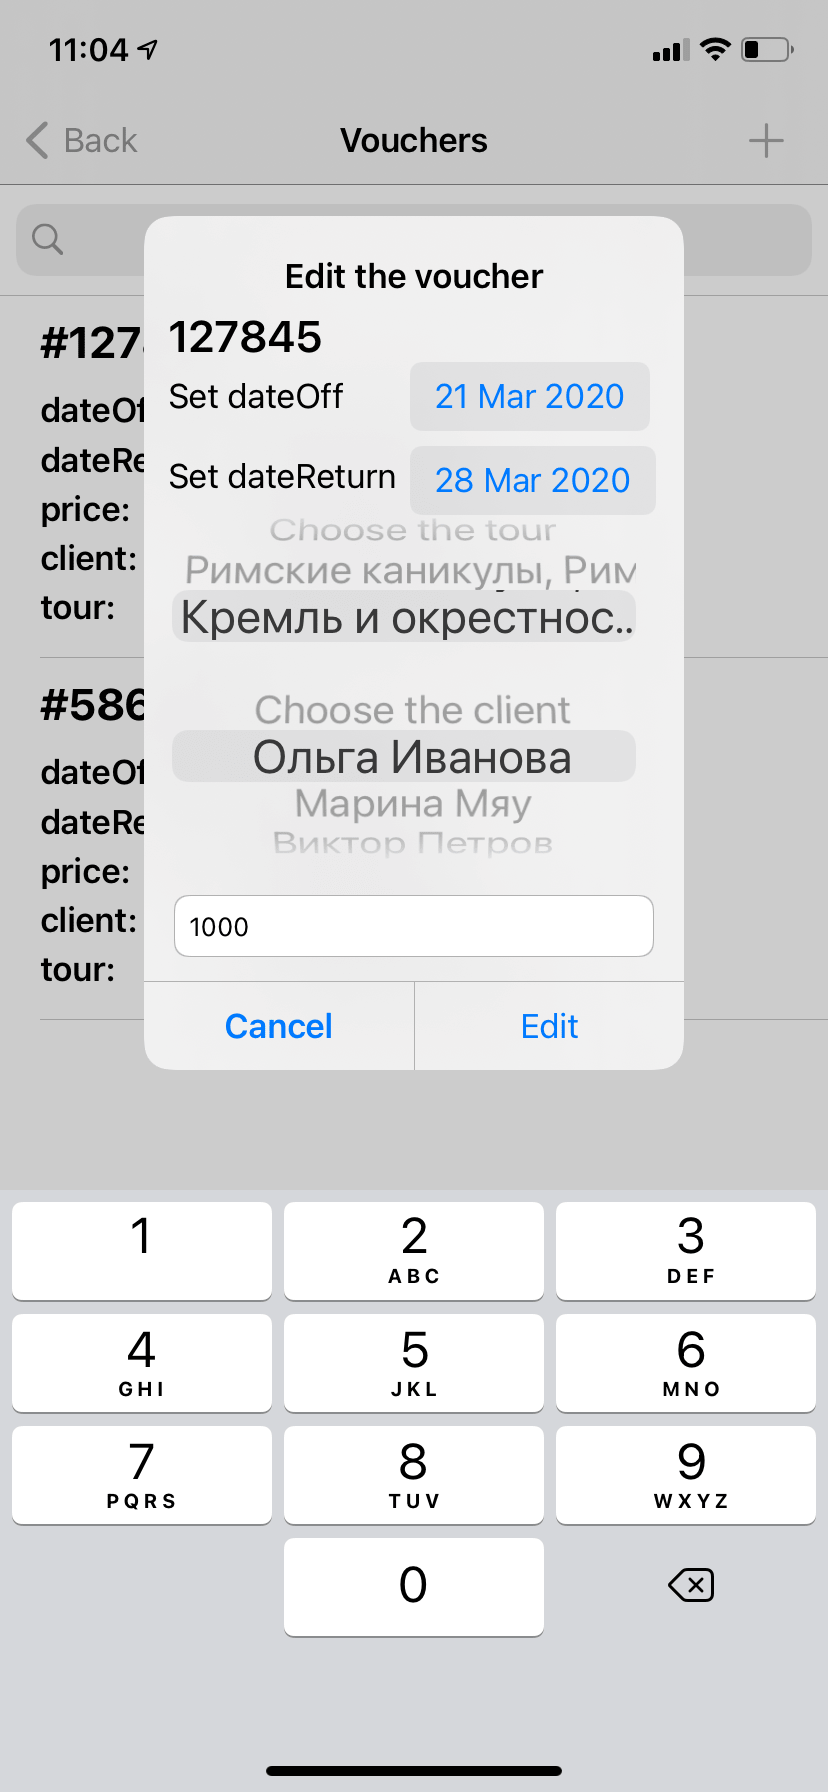 11:04
Back Vouchers
Edit the voucher
#127 127845
dateOf Set dateOff 21 Mar 2020
dateRe Set dateReturn 28 Mar 2020
price: Choose the tour
client: Римские каникулы, Рим
tour: Кремль и окрестнос..
#586 Choose the client
dateOf Ольга Иванова
dateRe Марина Мяу
price: Виктор Петров
client: 1000
tour:
Cancel Edit
1 2 3
ABC DEF
4 5 6
GHI JKL MNO
7 8 9
PQRS TUV WXYZ
0